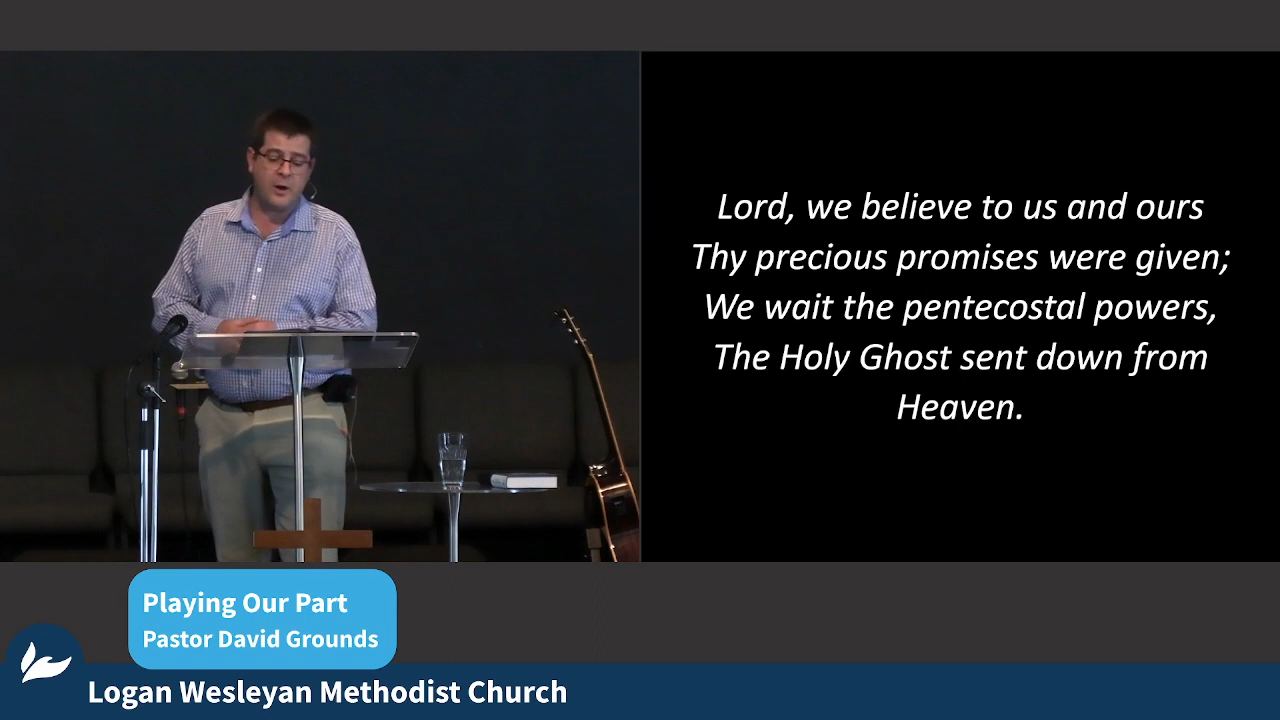 Lord, we believe to us and ours
Thy precious promises were given;
We wait the pentecostal powers,
The Holy Ghost sent down from
Heaven.
Playing Our Part
Pastor David Grounds
Logan Wesleyan Methodist Church